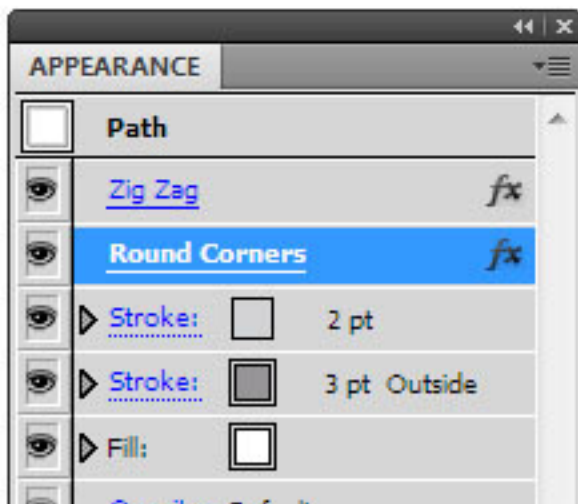 APPEARANCE
Path
Zig Zag fx
Round Corners fx
Stroke: 2 pt
Stroke: 3 pt Outside
Fill: